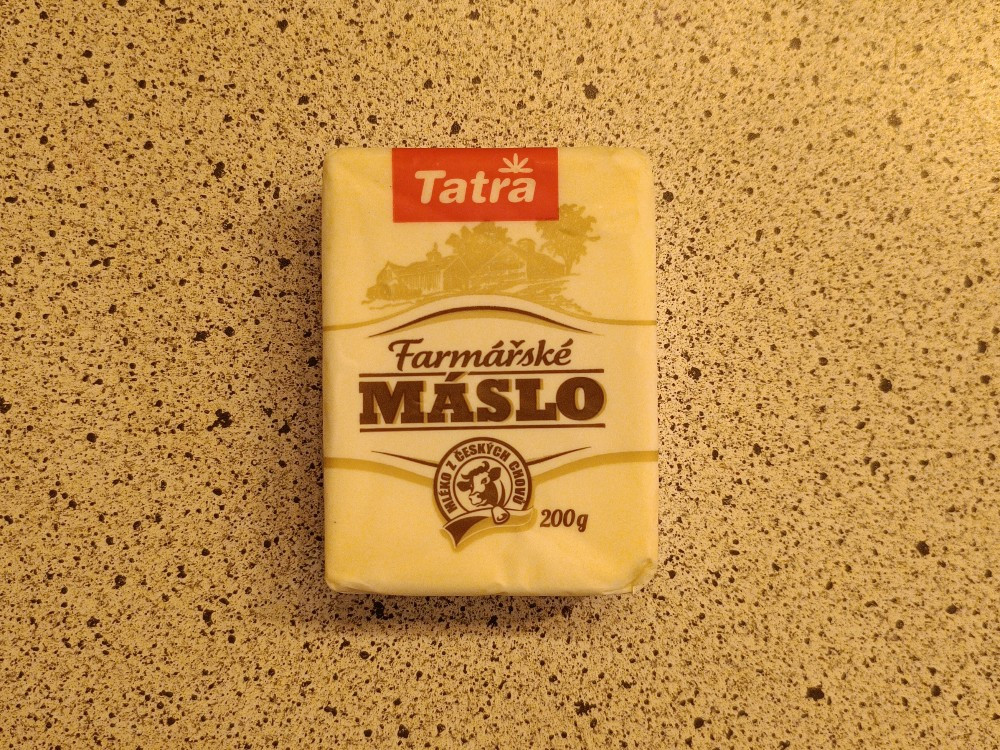 Tatra
Farmářské
MÁSLO
MLÉKO Z ČESKÝCH CHOVŮ
200g